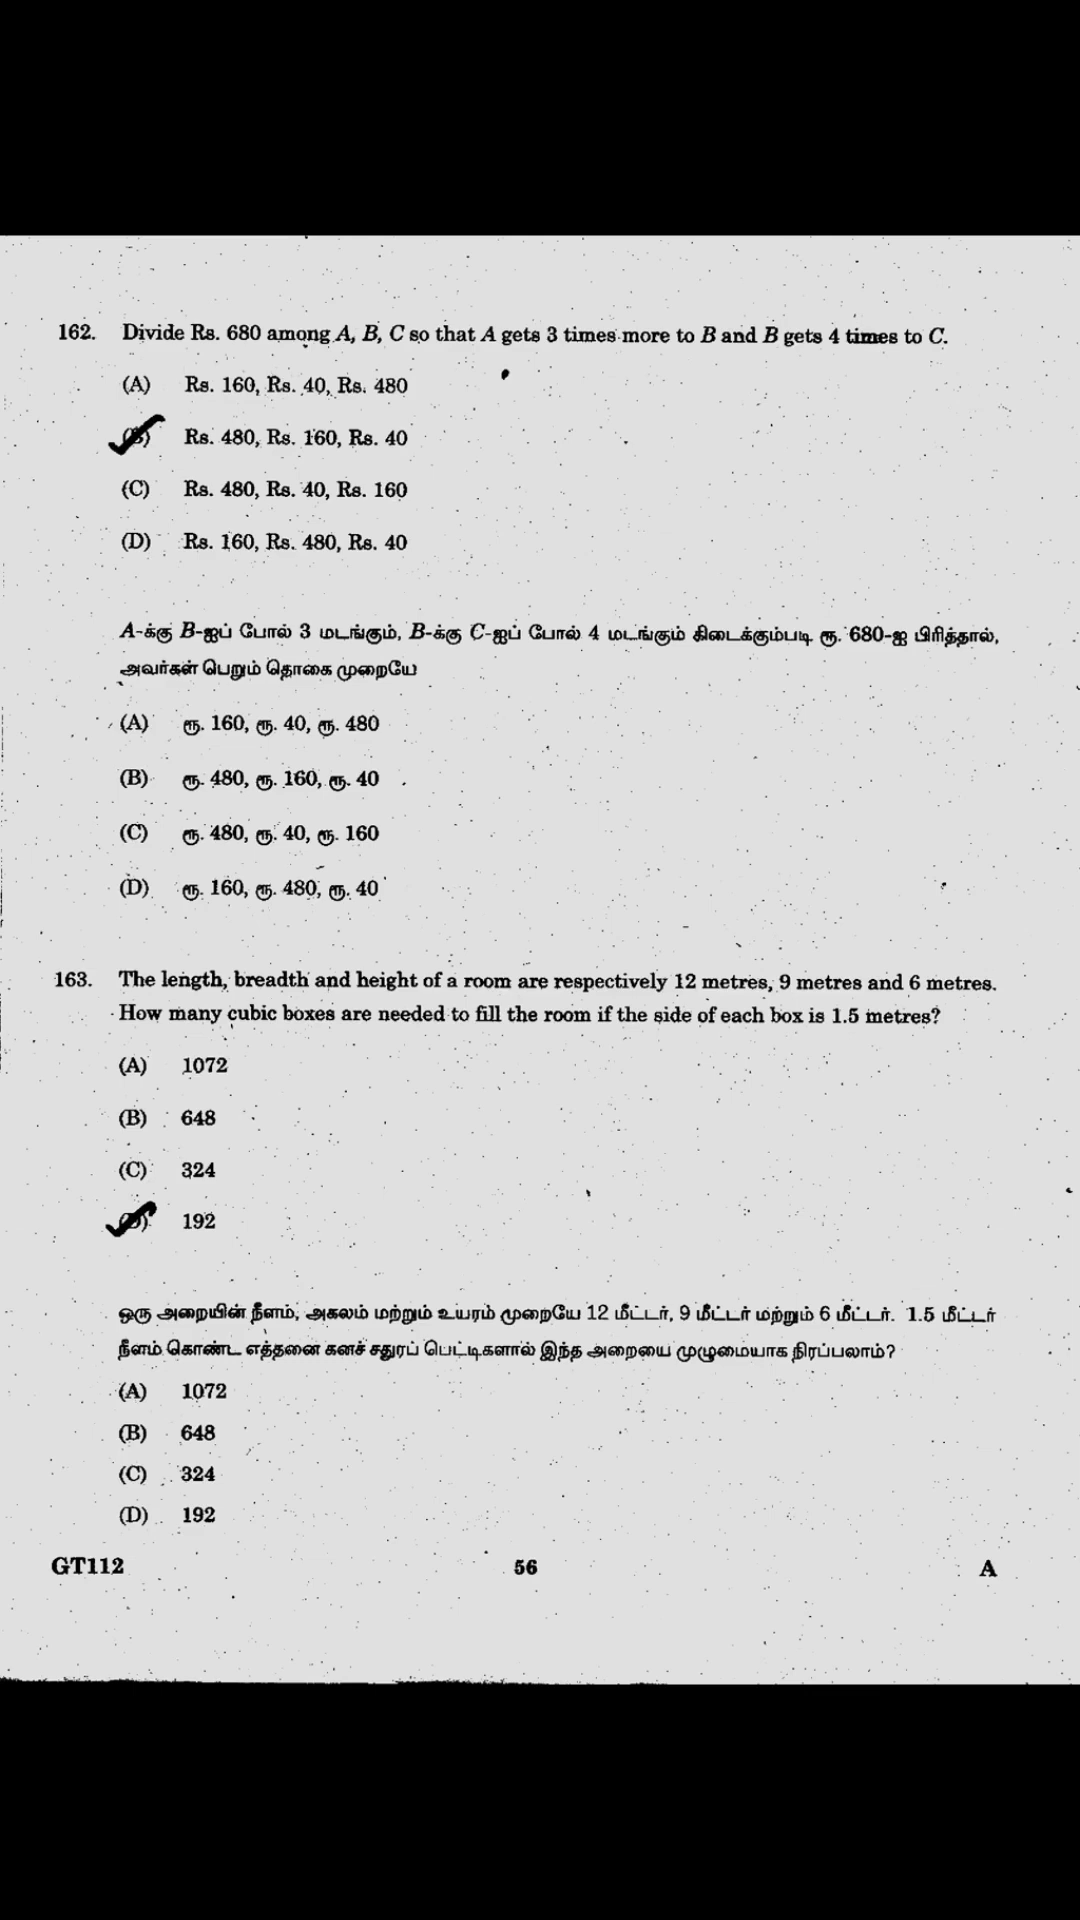 162. Divide Rs. 680 among A, B, C so that A gets 3 times more to B and B gets 4 times to C.
(A) Rs. 160, Rs. 40, Rs. 480
(B) Rs. 480, Rs. 160, Rs. 40
(C) Rs. 480, Rs. 40, Rs. 160
(D) Rs. 160, Rs. 480, Rs. 40
A-க்கு B-ஐப் போல் 3 மடங்கும், B-க்கு C-ஐப் போல் 4 மடங்கும் கிடைக்கும்படி ரூ. 680-ஐ பிரித்தால்,
அவர்கள் பெறும் தொகை முறையே
(A) ரூ. 160, ரூ. 40, ரூ. 480
(B) ரூ. 480, ரூ. 160, ரூ. 40
(C) ரூ. 480, ரூ. 40, ரூ. 160
(D) ரூ. 160, ரூ. 480, ரூ. 40
163. The length, breadth and height of a room are respectively 12 metres, 9 metres and 6 metres.
How many cubic boxes are needed to fill the room if the side of each box is 1.5 metres?
(A) 1072
(B) 648
(C) 324
(D) 192
ஒரு அறையின் நீளம், அகலம் மற்றும் உயரம் முறையே 12 மீட்டர், 9 மீட்டர் மற்றும் 6 மீட்டர். 1.5 மீட்டர்
நீளம் கொண்ட எத்தனை கனச் சதுரப் பெட்டிகளால் இந்த அறையை முழுமையாக நிரப்பலாம்?
(A) 1072
(B) 648
(C) 324
(D) 192
GT112 56 A